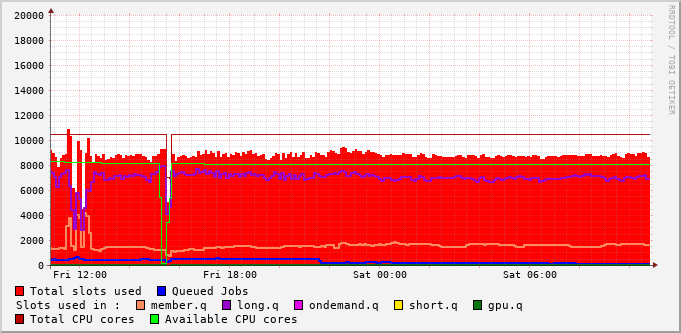 20000
18000
16000
14000
12000
10000
8000
6000
4000
2000
0
Fri 12:00 Fri 18:00 Sat 00:00 Sat 06:00
RRDTOOL / TOBI OETIKER
Total slots used Queued Jobs
Slots used in : member.q long.q ondemand.q short.q gpu.q
Total CPU cores Available CPU cores